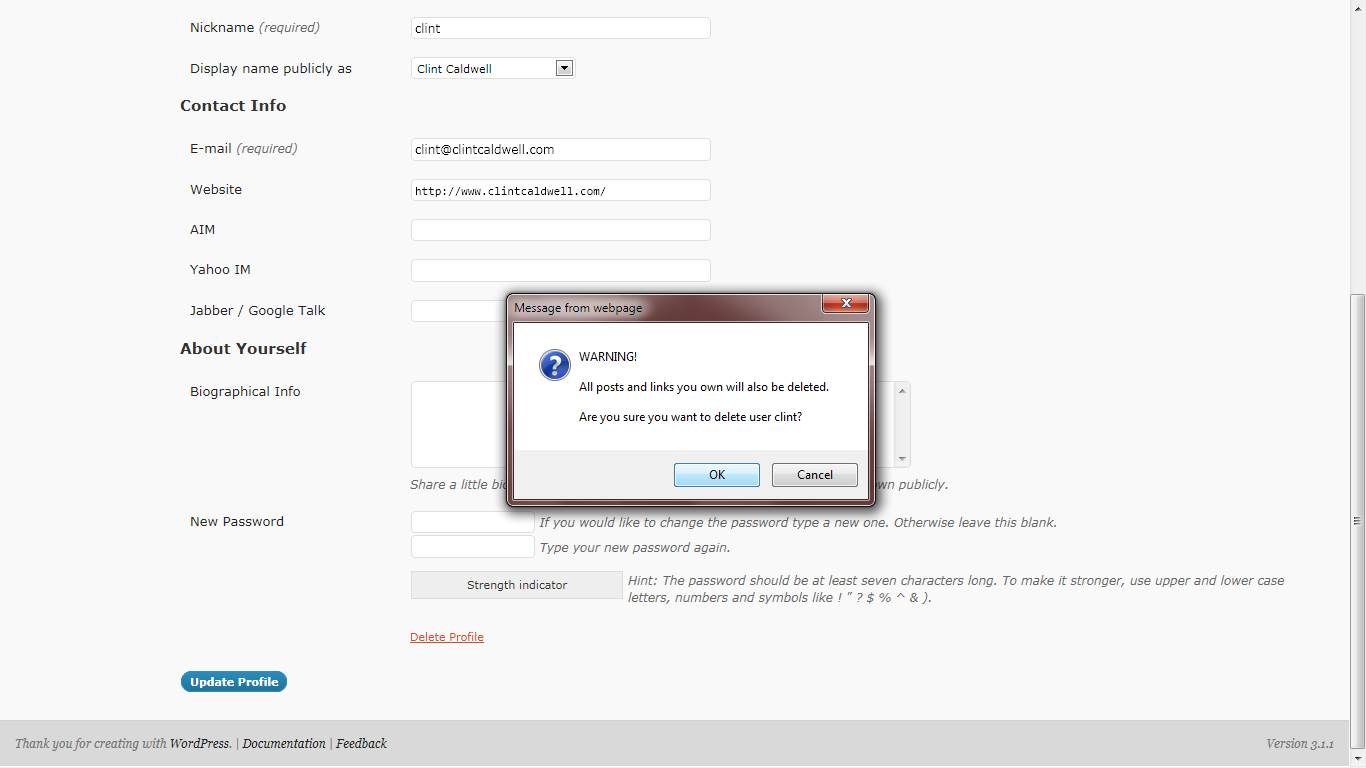 Nickname (required)
clint
Display name publicly as
Clint Caldwell
Contact Info
E-mail (required)
clint@clintcaldwell.com
Website
http://www.clintcaldwell.com/
AIM
Yahoo IM
Jabber / Google Talk
Message from webpage
WARNING!
All posts and links you own will also be deleted.
Are you sure you want to delete user clint?
OK
Cancel
About Yourself
Biographical Info
Share a little publicly.
New Password
If you would like to change the password type a new one. Otherwise leave this blank.
Type your new password again.
Strength indicator
Hint: The password should be at least seven characters long. To make it stronger, use upper and lower case
letters, numbers and symbols like ! " ? $ % ^ & ).
Delete Profile
Update Profile
Thank you for creating with WordPress. | Documentation | Feedback
Version 3.1.1